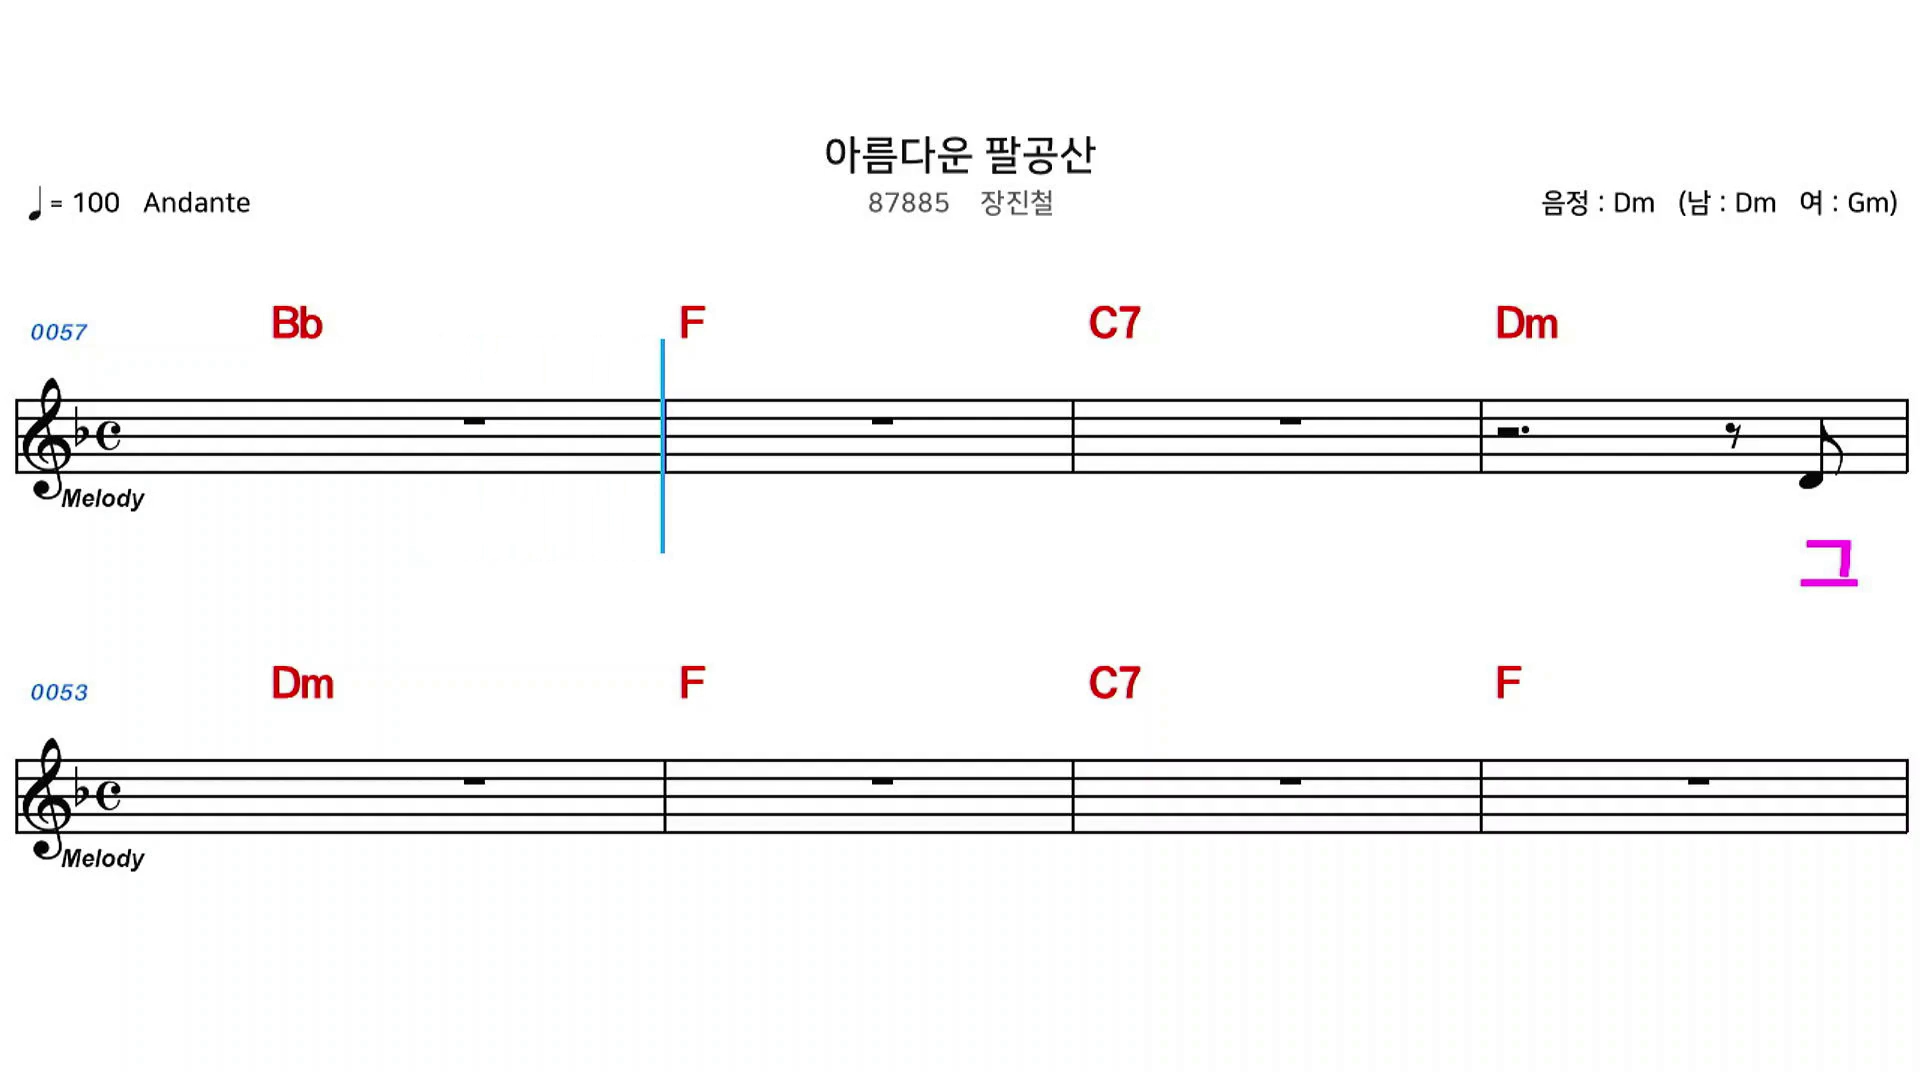 아름다운 팔공산
♩= 100 Andante
87885 장진철
음정 : Dm (남 : Dm 여 : Gm)
0057 Bb F C7 Dm
Melody
그
0053 Dm F C7 F
Melody